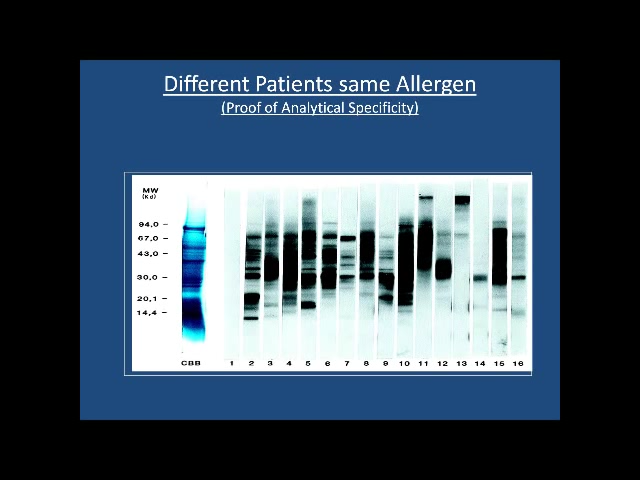 Different Patients same Allergen
(Proof of Analytical Specificity)
MW
(Kd)
94,0 –
67,0 –
43,0 –
30,0 –
20,1 –
14,4 –
CBB 1 2 3 4 5 6 7 8 9 10 11 12 13 14 15 16